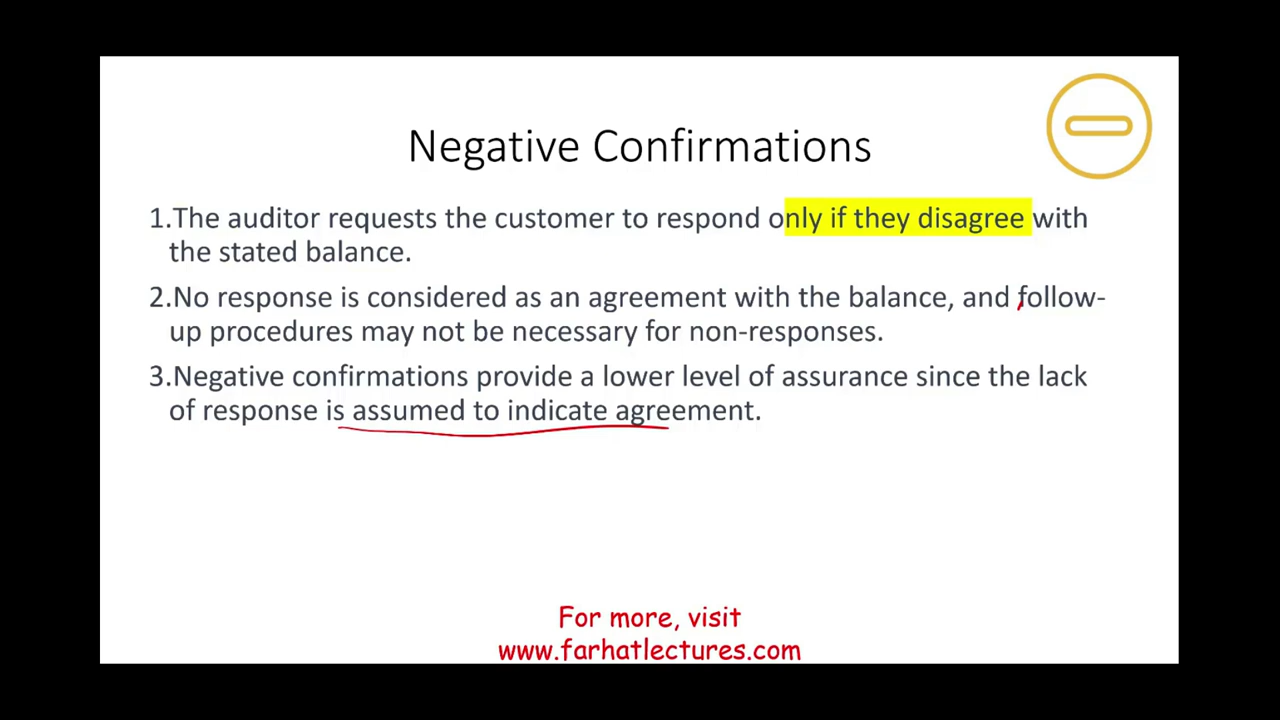 Negative Confirmations
1.The auditor requests the customer to respond only if they disagree with
the stated balance.
2.No response is considered as an agreement with the balance, and follow-
up procedures may not be necessary for non-responses.
3.Negative confirmations provide a lower level of assurance since the lack
of response is assumed to indicate agreement.
For more, visit
www.farhatlectures.com